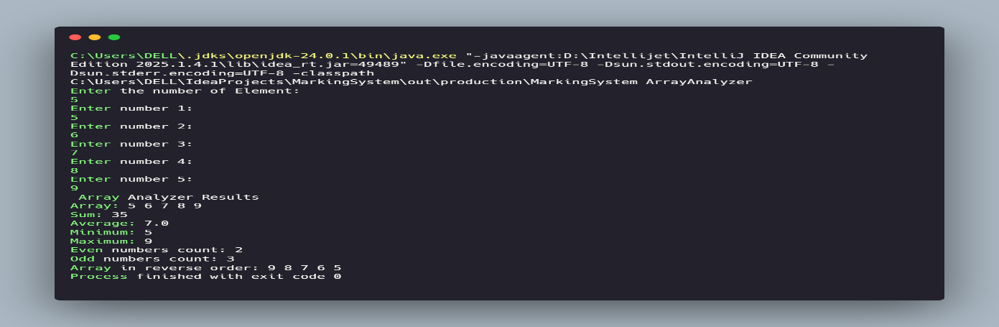 C:\Users\DELL\.jdks\openjdk-24.0.1\bin\java.exe "-javaagent:D:\Intellijet\IntelliJ IDEA Community
Edition 2025.1.4.1\lib\idea_rt.jar=49489" -Dfile.encoding=UTF-8 -Dsun.stdout.encoding=UTF-8 -
Dsun.stderr.encoding=UTF-8 -classpath
C:\Users\DELL\IdeaProjects\MarkingSystem\out\production\MarkingSystem ArrayAnalyzer
Enter the number of Element:
5
Enter number 1:
5
Enter number 2:
6
Enter number 3:
7
Enter number 4:
8
Enter number 5:
9
Array Analyzer Results
Array: 5 6 7 8 9
Sum: 35
Average: 7.0
Minimum: 5
Maximum: 9
Even numbers count: 2
Odd numbers count: 3
Array in reverse order: 9 8 7 6 5
Process finished with exit code 0